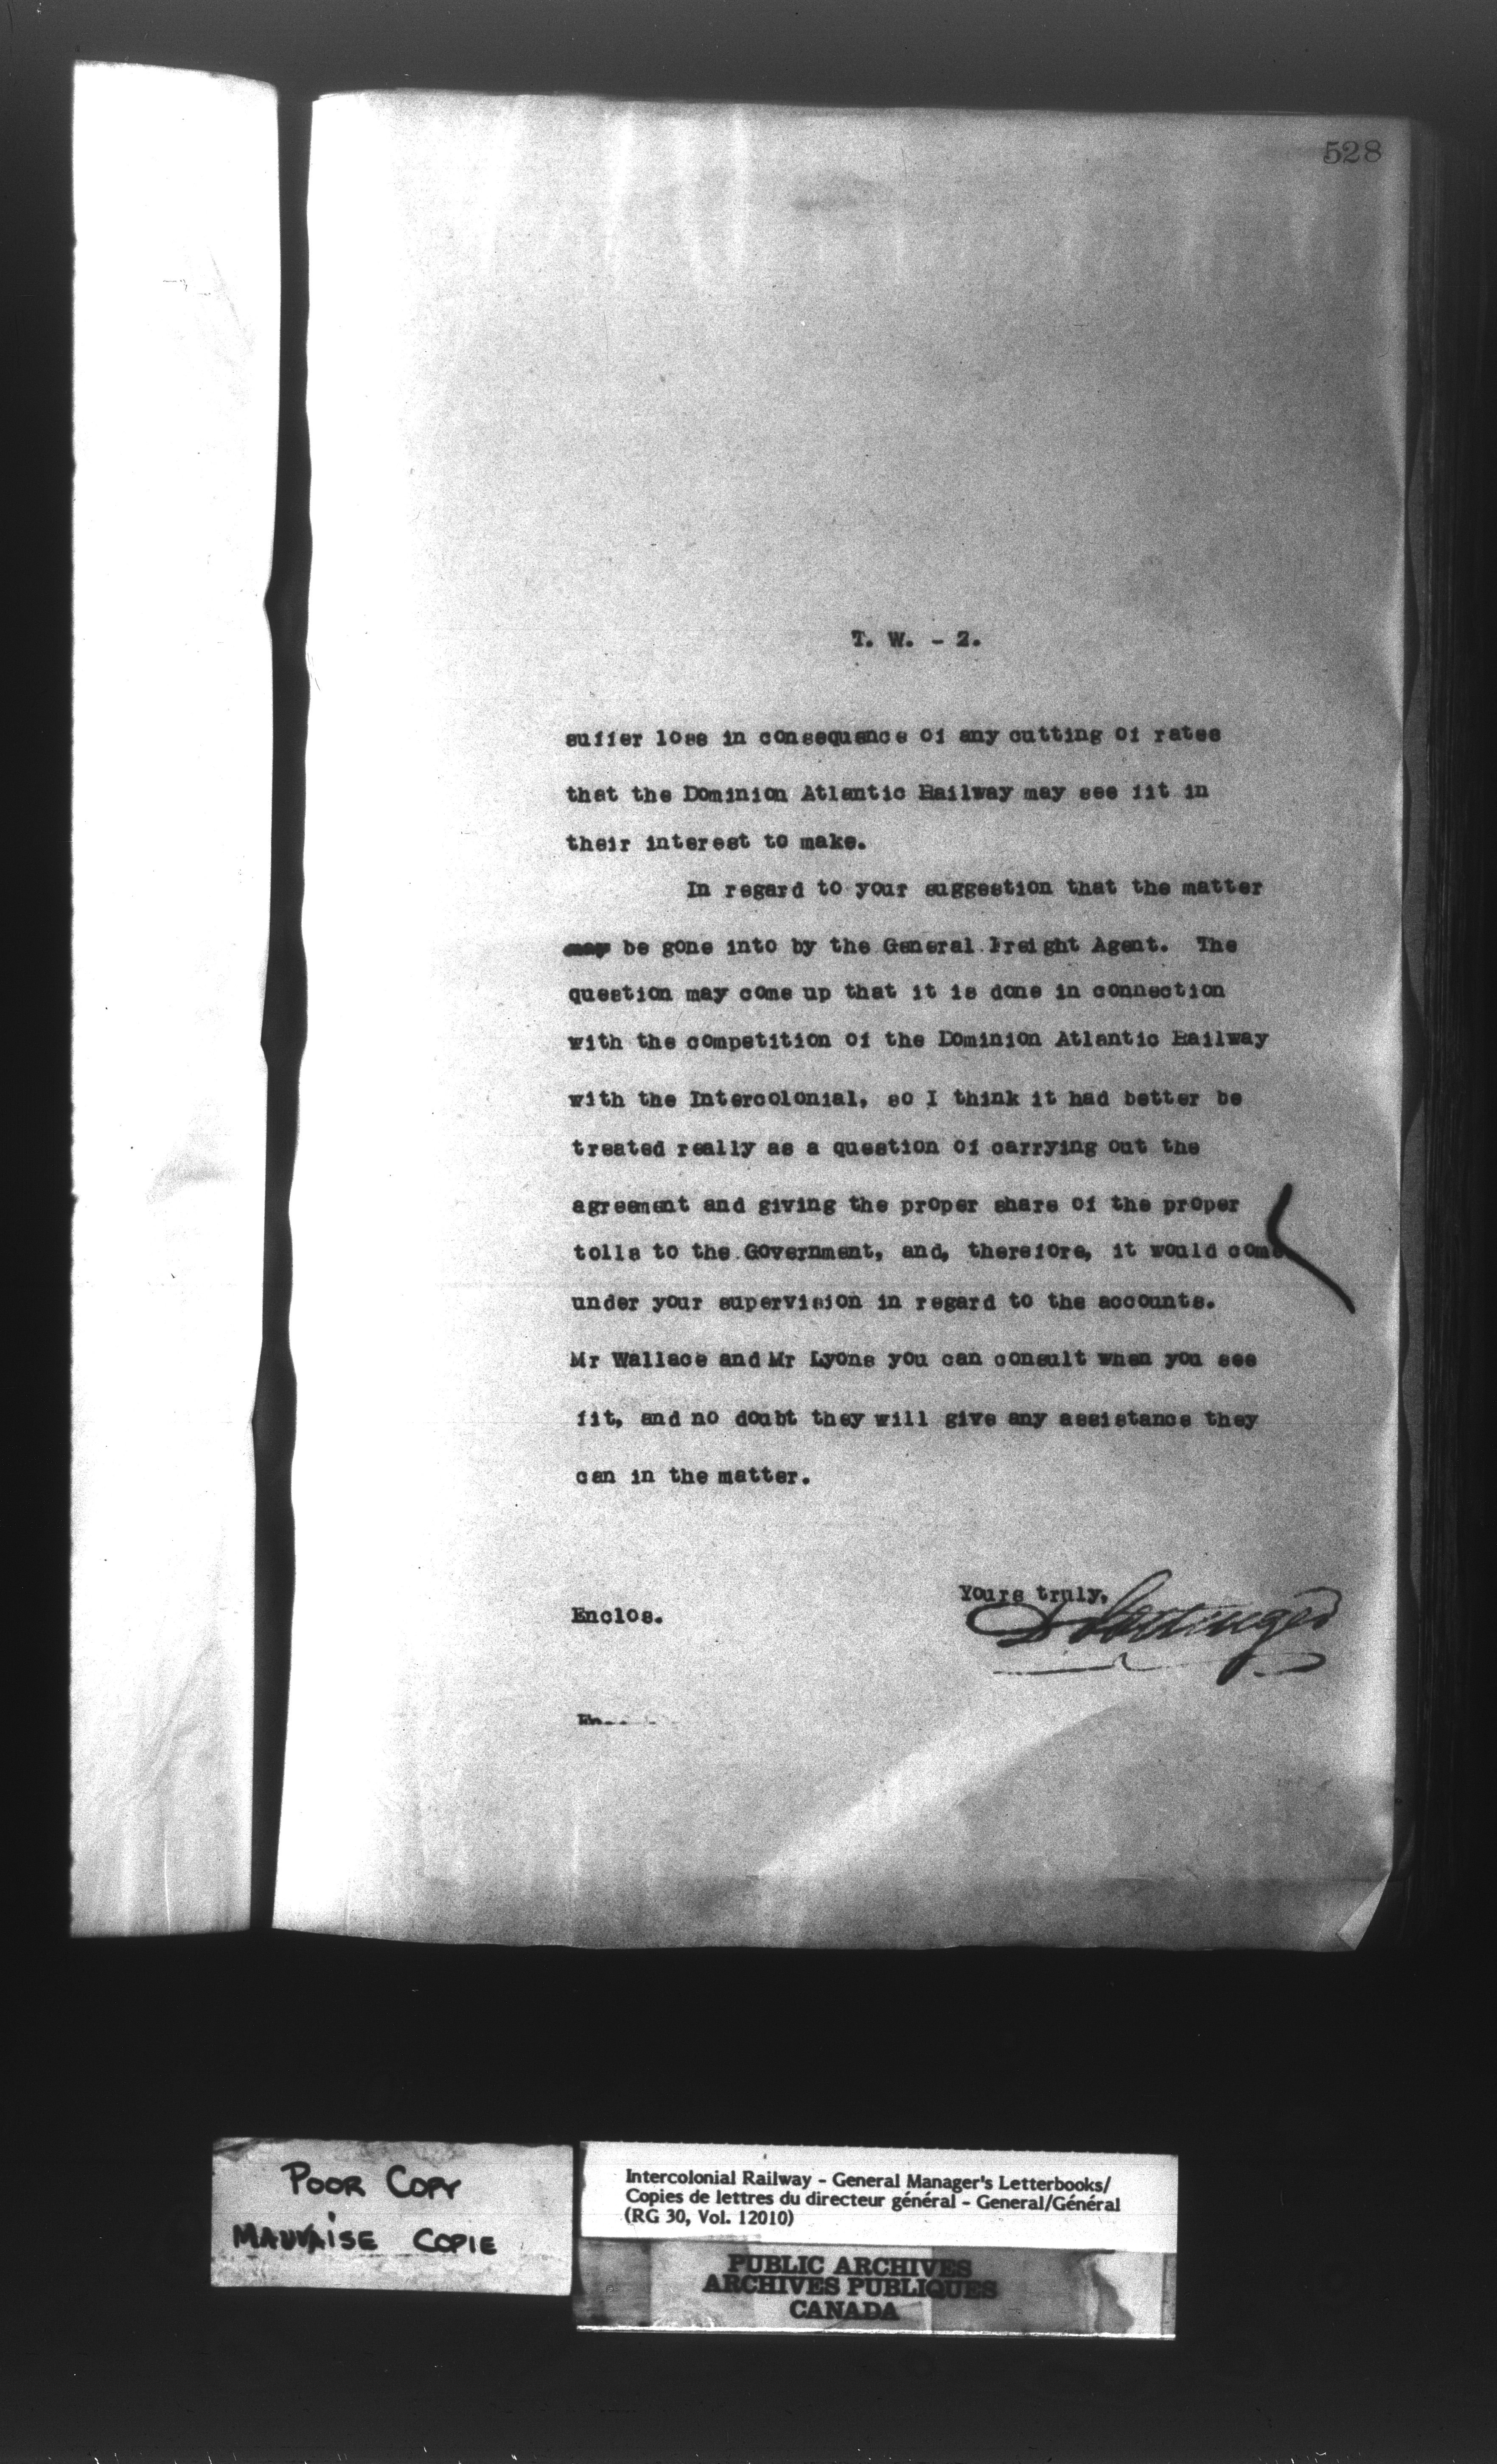 528
T. W. - 2.
suffer loss in consequence of any cutting of rates
that the Dominion Atlantic Railway may see fit in
their interest to make.
In regard to your suggestion that the matter
may be gone into by the General Freight Agent. The
question may come up that it is done in connection
with the competition of the Dominion Atlantic Railway
with the Intercolonial, so I think it had better be
treated really as a question of carrying out the
agreement and giving the proper share of the proper
tolls to the Government, and, therefore, it would come
under your supervision in regard to the accounts.
Mr Wallace and Mr Lyons you can consult when you see
fit, and no doubt they will give any assistance they
can in the matter.
Yours truly,
D Pottinger
Enclos.
POOR COPY
MAUVAISE COPIE
Intercolonial Railway - General Manager's Letterbooks/
Copies de lettres du directeur général - General/Général
(RG 30, Vol. 12010)
PUBLIC ARCHIVES
ARCHIVES PUBLIQUES
CANADA